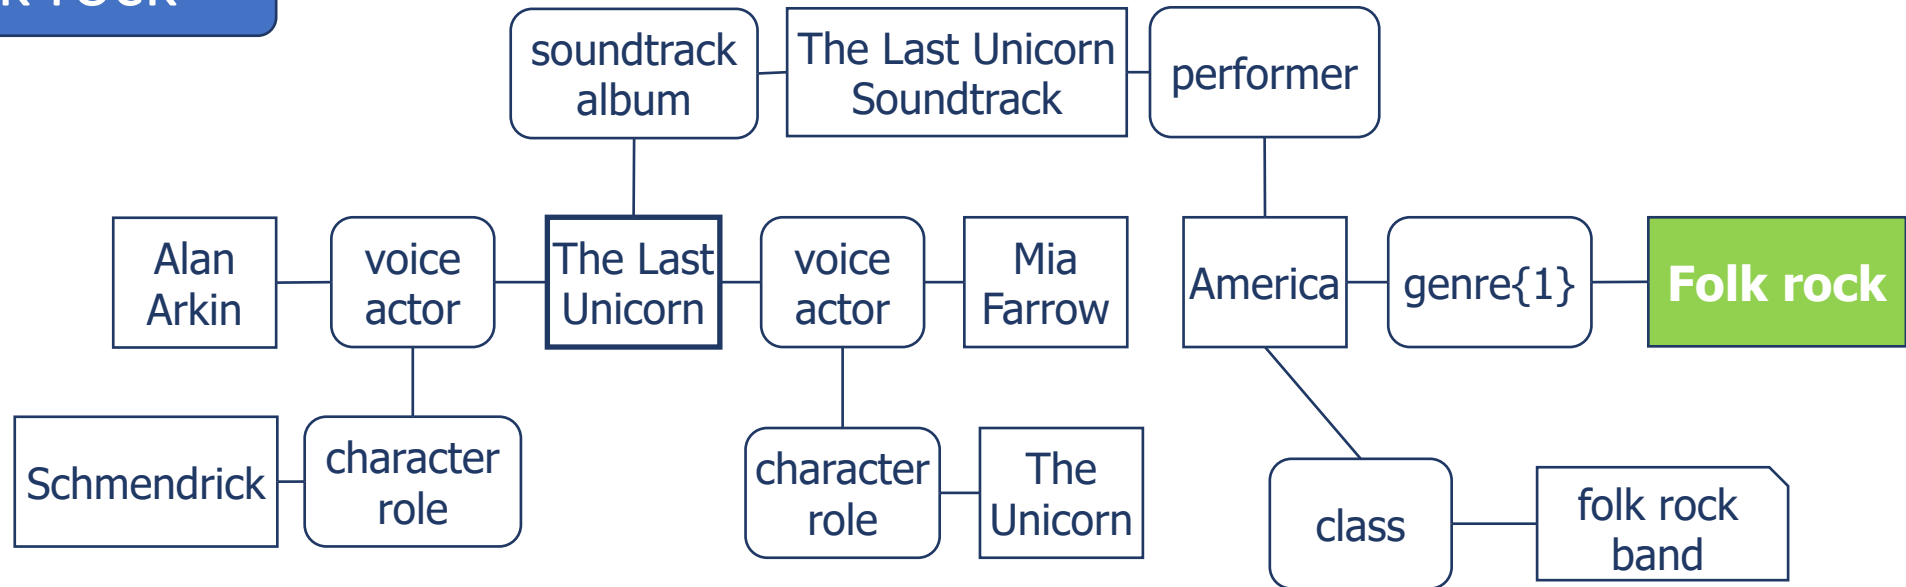 soundtrack
album
The Last Unicorn
Soundtrack
performer
Alan
Arkin
voice
actor
The Last
Unicorn
voice
actor
Mia
Farrow
America
genre{1}
Folk rock
Schmendrick
character
role
character
role
The
Unicorn
class
folk rock
band